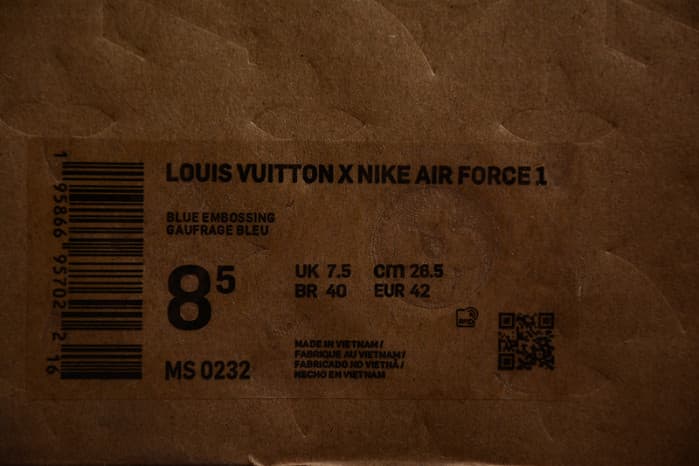 LOUIS VUITTON X NIKE AIR FORCE 1
BLUE EMBOSSING
GAUFRAGE BLEU
8⁵
UK 7.5 cm 26.5
BR 40 EUR 42
MS 0232
MADE IN VIETNAM /
FABRIQUE AU VIETNAM /
FABRICADO NO VIETNÃ /
HECHO EN VIETNAM
RFID
1 95866 95702 2 16